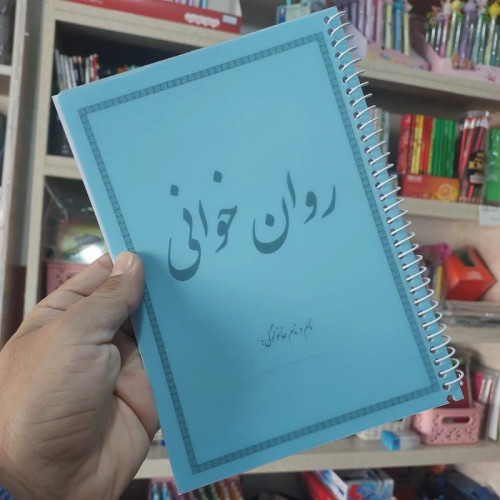 روان خوانی
نام و نام خانوادگی: